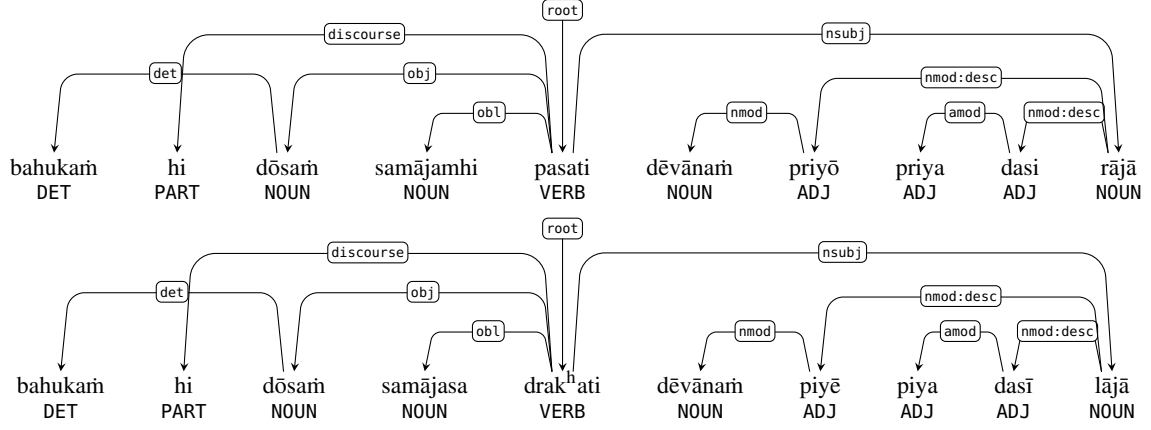 root
discourse nsubj
det obj nmod:desc
obl nmod amod nmod:desc
bahukaṁ hi dōsaṁ samājamhi pasati dēvānaṁ priyō priya dasi rājā
DET PART NOUN NOUN VERB NOUN ADJ ADJ ADJ NOUN
root
discourse nsubj
det obj nmod:desc
obl nmod amod nmod:desc
bahukaṁ hi dōsaṁ samājasa drakʰati dēvānaṁ piyē piya dasī lājā
DET PART NOUN NOUN VERB NOUN ADJ ADJ ADJ NOUN